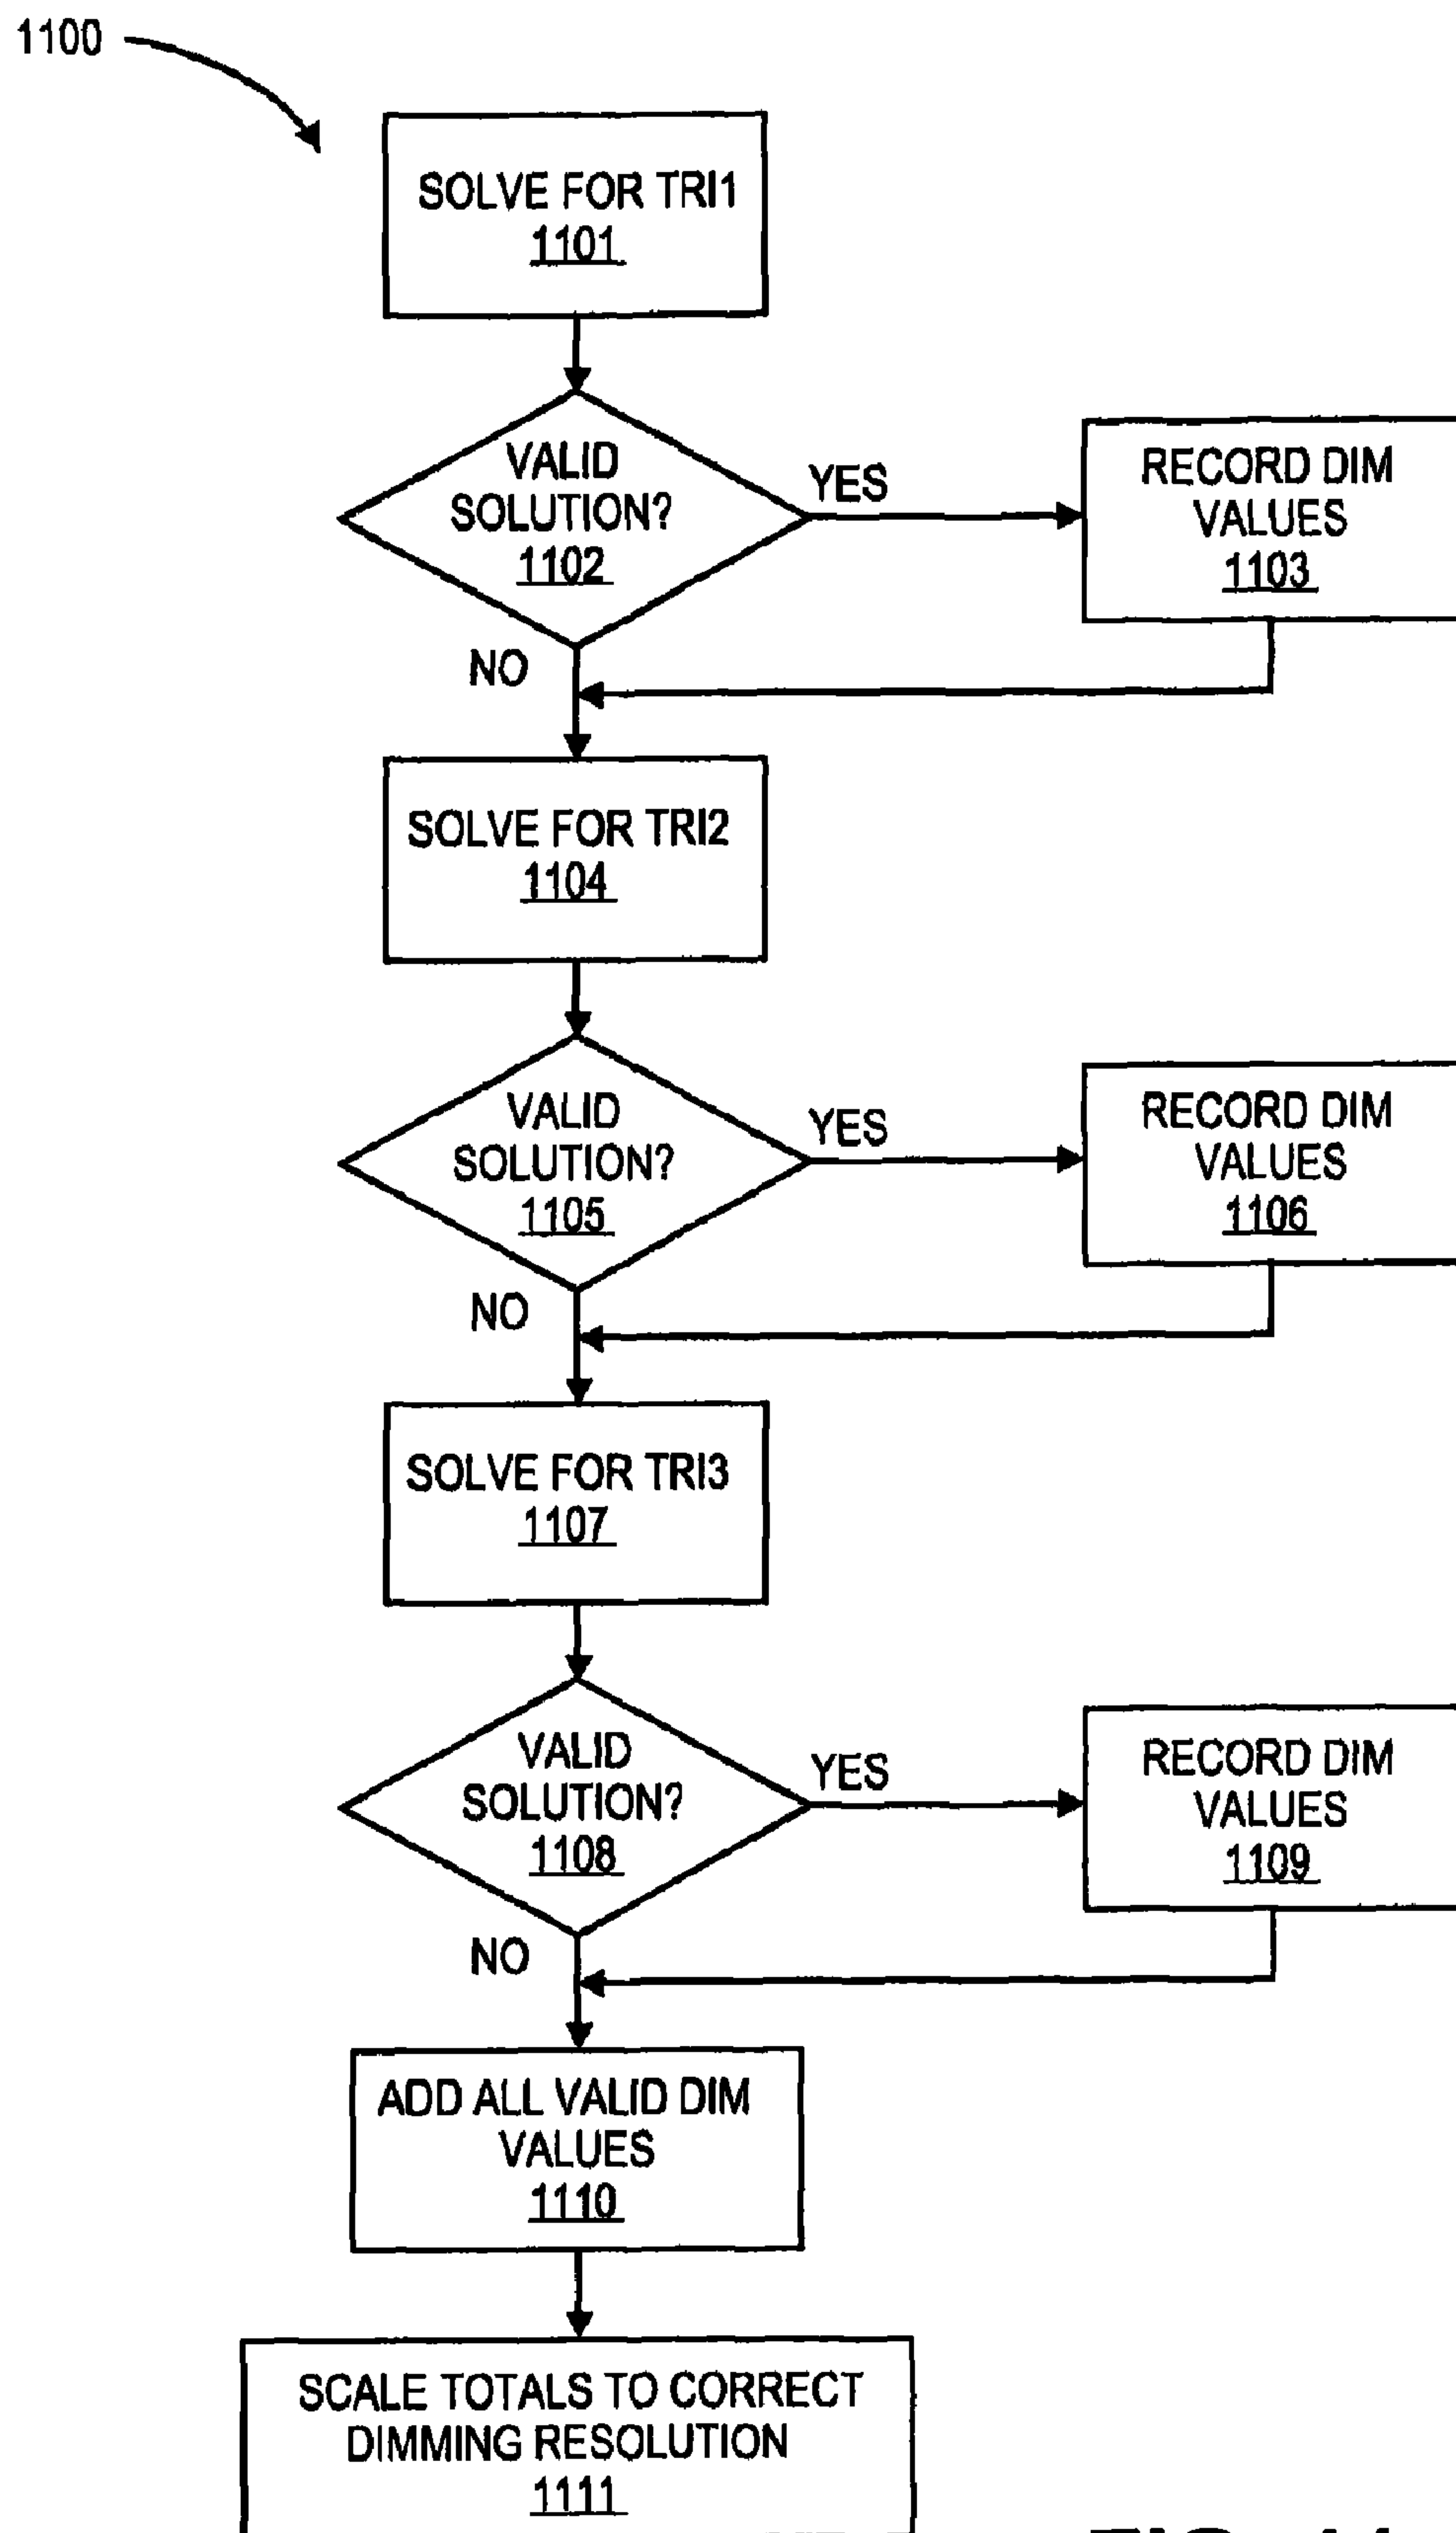 1100
SOLVE FOR TRI1
1101
VALID
SOLUTION?
1102
YES
RECORD DIM
VALUES
1103
NO
SOLVE FOR TRI2
1104
VALID
SOLUTION?
1105
YES
RECORD DIM
VALUES
1106
NO
SOLVE FOR TRI3
1107
VALID
SOLUTION?
1108
YES
RECORD DIM
VALUES
1109
NO
ADD ALL VALID DIM
VALUES
1110
SCALE TOTALS TO CORRECT
DIMMING RESOLUTION
1111